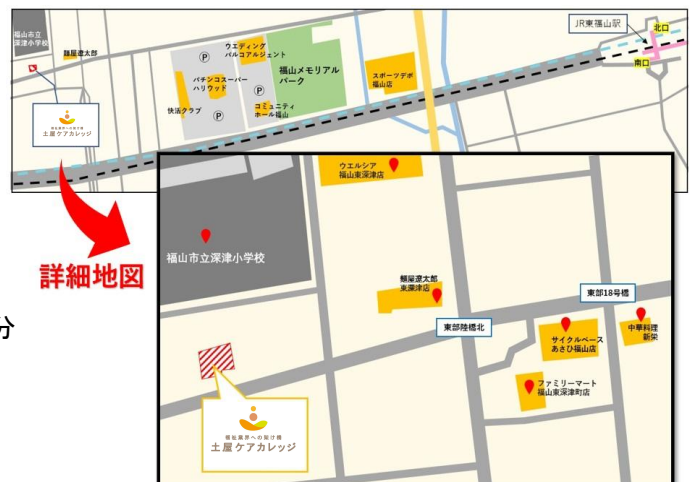 福山市立
深津小学校
麺屋遼太郎
ウエディング
パルコアルジェント
P
パチンコスーパー
ハリウッド
P
快活クラブ
P
コミュニティ
ホール福山
福山メモリアル
パーク
スポーツデポ
福山店
JR東福山駅
北口
南口
土屋ケアカレッジ
詳細地図
分
ウエルシア
福山東深津店
福山市立深津小学校
麺屋遼太郎
東深津店
東部陸橋北
東部18号橋
サイクルベース
あさひ福山店
中華料理
新栄
ファミリーマート
福山東深津町店
福祉業界への架け橋
土屋ケアカレッジ